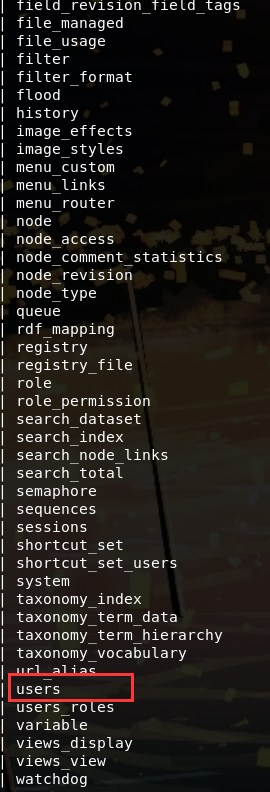 | field_revision_field_tags
| file_managed
| file_usage
| filter
| filter_format
| flood
| history
| image_effects
| image_styles
| menu_custom
| menu_links
| menu_router
| node
| node_access
| node_comment_statistics
| node_revision
| node_type
| queue
| rdf_mapping
| registry
| registry_file
| role
| role_permission
| search_dataset
| search_index
| search_node_links
| search_total
| semaphore
| sequences
| sessions
| shortcut_set
| shortcut_set_users
| system
| taxonomy_index
| taxonomy_term_data
| taxonomy_term_hierarchy
| taxonomy_vocabulary
| url_alias
| users
| users_roles
| variable
| views_display
| views_view
| watchdog